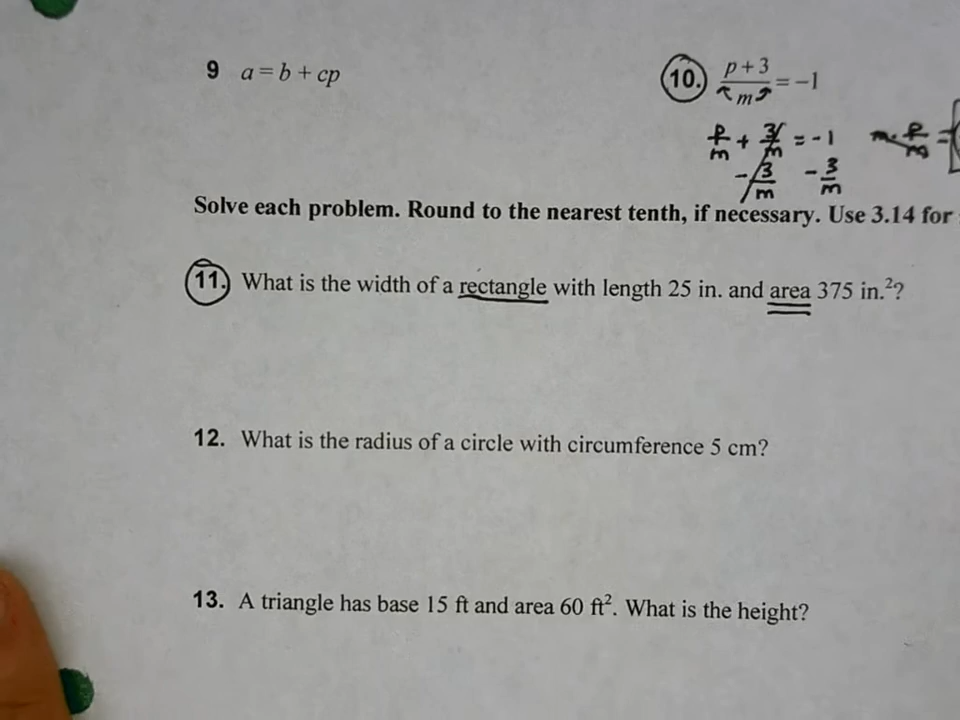 9 a = b + cp
10. p + 3 / m = -1
p/m + 3/m = -1 m · p/m =
- 3/m - 3/m
Solve each problem. Round to the nearest tenth, if necessary. Use 3.14 for
11. What is the width of a rectangle with length 25 in. and area 375 in.²?
12. What is the radius of a circle with circumference 5 cm?
13. A triangle has base 15 ft and area 60 ft². What is the height?